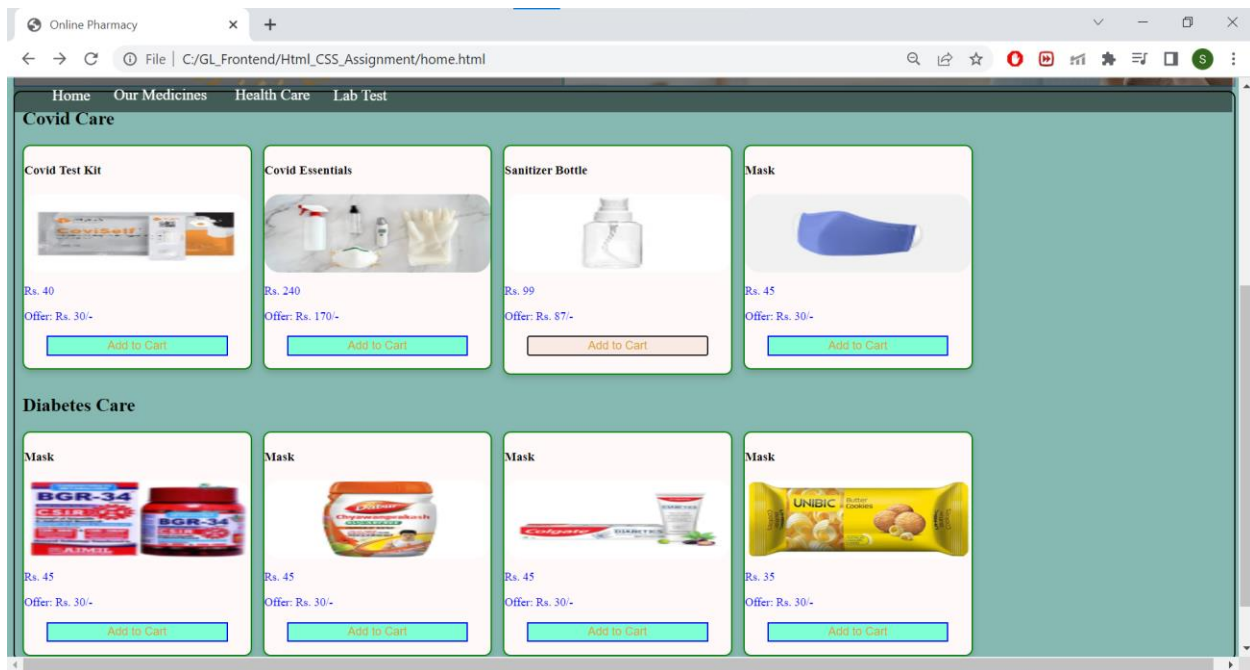 Online Pharmacy
File | C:/GL_Frontend/Html_CSS_Assignment/home.html
S
Home Our Medicines Health Care Lab Test
Covid Care
Covid Test Kit Covid Essentials Sanitizer Bottle Mask
CoviSelf
Rs. 40 Rs. 240 Rs. 99 Rs. 45
Offer: Rs. 30/- Offer: Rs. 170/- Offer: Rs. 87/- Offer: Rs. 30/-
Add to Cart Add to Cart Add to Cart Add to Cart
Diabetes Care
Mask Mask Mask Mask
BGR-34
CSIR
BGR-34
AIMIL
Dabur
Chyawanprakash
Colgate
DIABETICS
UNIBIC
Butter
Cookies
Rs. 45 Rs. 45 Rs. 45 Rs. 35
Offer: Rs. 30/- Offer: Rs. 30/- Offer: Rs. 30/- Offer: Rs. 30/-
Add to Cart Add to Cart Add to Cart Add to Cart